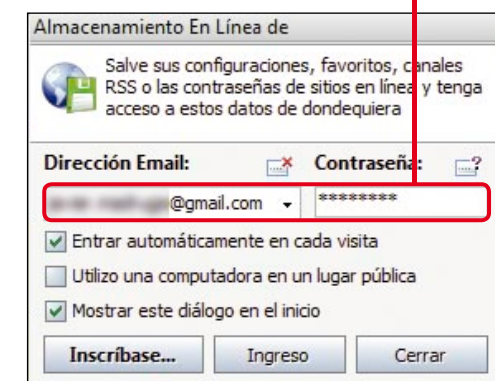 Almacenamiento En Línea de
Salve sus configuraciones, favoritos, canales
RSS o las contraseñas de sitios en línea y tenga
acceso a estos datos de dondequiera
Dirección Email: Contraseña:
@gmail.com ********
Entrar automáticamente en cada visita
Utilizo una computadora en un lugar pública
Mostrar este diálogo en el inicio
Inscríbase... Ingreso Cerrar